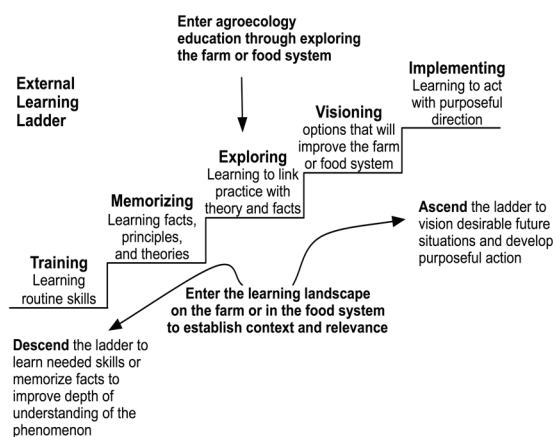 Enter agroecology
education through exploring
the farm or food system
External
Learning
Ladder
Implementing
Learning to act
with purposeful
direction
Visioning
options that will
improve the farm
or food system
Exploring
Learning to link
practice with
theory and facts
Memorizing
Learning facts,
principles,
and theories
Training
Learning
routine skills
Ascend the ladder to
vision desirable future
situations and develop
purposeful action
Enter the learning landscape
on the farm or in the food system
to establish context and relevance
Descend the ladder to
learn needed skills or
memorize facts to
improve depth of
understanding of the
phenomenon